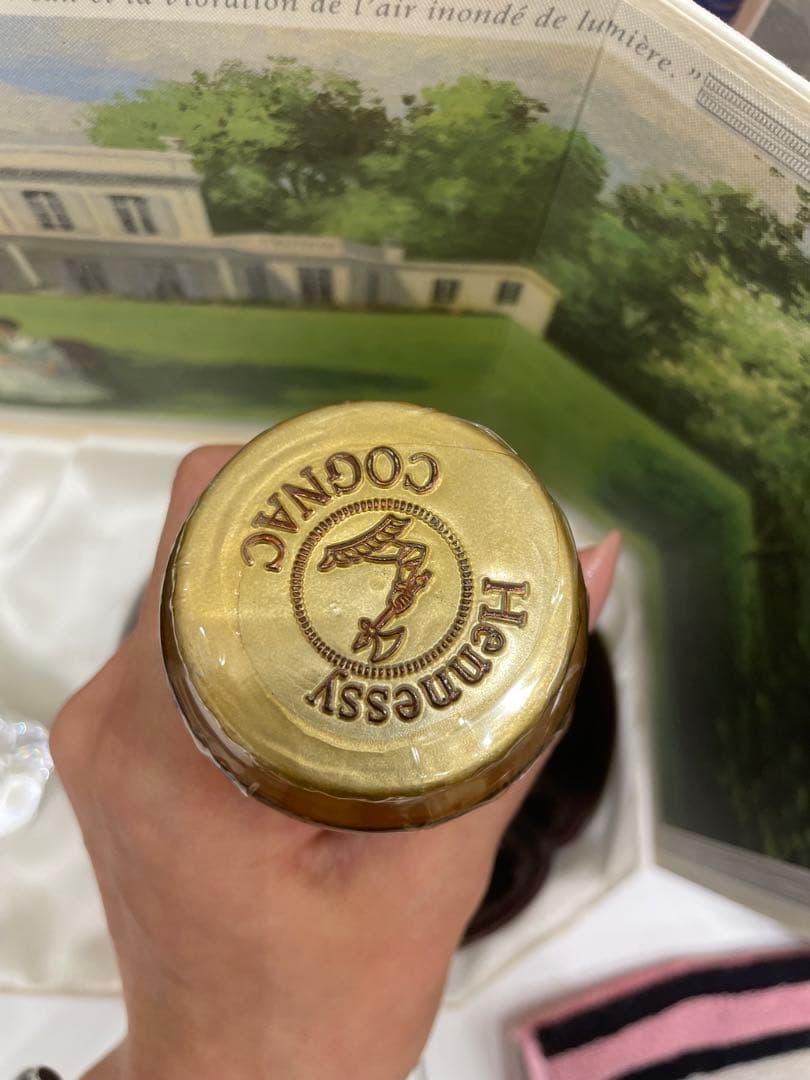 et la vibration de l'air inondé de lumière."
COGNAC
Hennessy